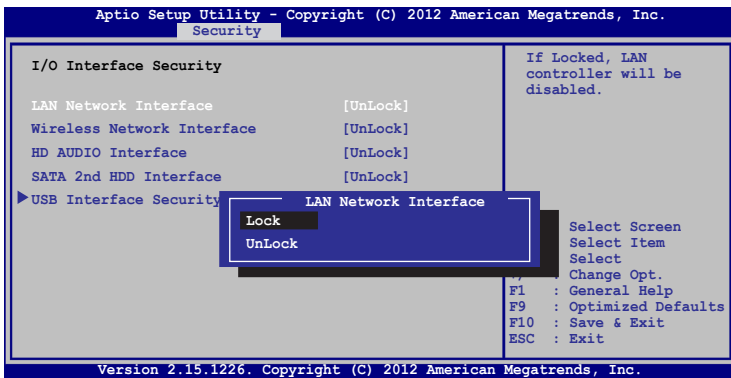 Aptio Setup Utility - Copyright (C) 2012 American Megatrends, Inc.
Security
I/O Interface Security
LAN Network Interface [UnLock]
Wireless Network Interface [UnLock]
HD AUDIO Interface [UnLock]
SATA 2nd HDD Interface [UnLock]
USB Interface Security
LAN Network Interface
Lock
UnLock
If Locked, LAN
controller will be
disabled.
Select Screen
Select Item
Select
: Change Opt.
F1 : General Help
F9 : Optimized Defaults
F10 : Save & Exit
ESC : Exit
Version 2.15.1226. Copyright (C) 2012 American Megatrends, Inc.